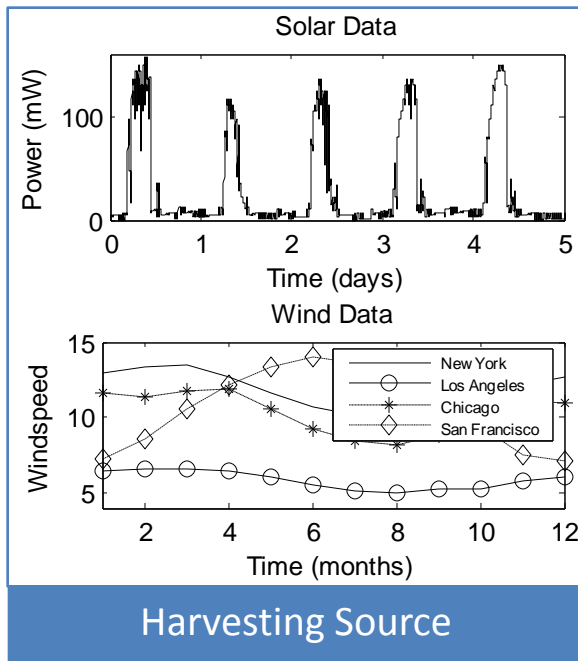 Solar Data
Power (mW)
100
0
0 1 2 3 4 5
Time (days)
Wind Data
Windspeed
15
10
5
New York
Los Angeles
Chicago
San Francisco
2 4 6 8 10 12
Time (months)
Harvesting Source